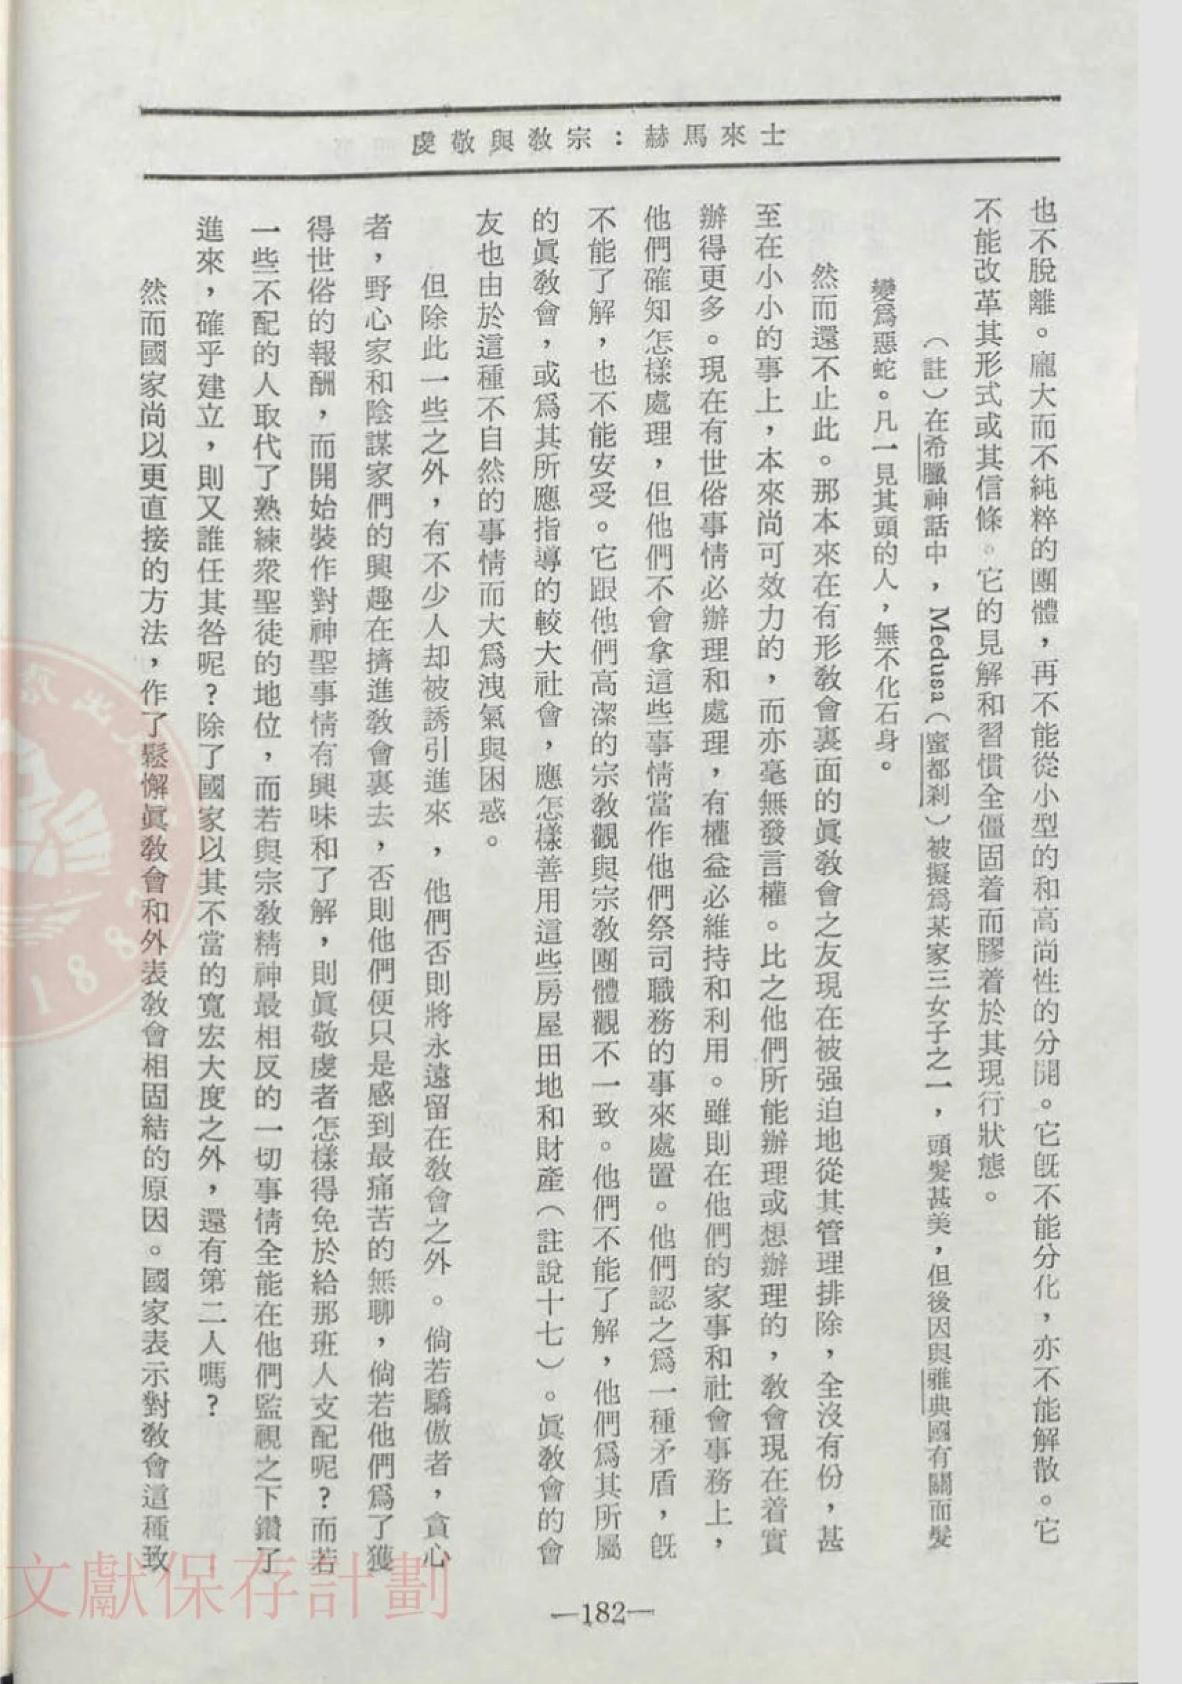 虔敬與教宗：赫馬來士
也不脫離。龐大而不純粹的團體，再不能從小型的和高尚性的分開。它既不能分化，亦不能解散。它
不能改革其形式或其信條。它的見解和習慣全僵固着而膠着於其現行狀態。
（註）在希臘神話中，Medusa（蜜都剎）被擬爲某家三女子之一，頭髮甚美，但後因與雅典國有關而髮
變爲惡蛇。凡一見其頭的人，無不化石身。
然而還不止此。那本來在有形教會裏面的眞教會之友現在被强迫地從其管理排除，全沒有份，甚
至在小小的事上，本來尚可效力的，而亦毫無發言權。比之他們所能辦理或想辦理的，教會現在着實
辦得更多。現在有世俗事情必辦理和處理，有權益必維持和利用。雖則在他們的家事和社會事務上，
他們確知怎樣處理，但他們不會拿這些事情當作他們祭司職務的事來處置。他們認之爲一種矛盾，既
不能了解，也不能安受。它跟他們高潔的宗教觀與宗教團體觀不一致。他們不能了解，他們爲其所屬
的眞教會，或爲其所應指導的較大社會，應怎樣善用這些房屋田地和財產（註說十七）。眞教會的會
友也由於這種不自然的事情而大爲洩氣與困惑。
但除此一些之外，有不少人却被誘引進來，他們否則將永遠留在教會之外。倘若驕傲者，貪心
者，野心家和陰謀家們的興趣在擠進教會裏去，否則他們便只是感到最痛苦的無聊，倘若他們爲了獲
得世俗的報酬，而開始裝作對神聖事情有興味和了解，則眞敬虔者怎樣得免於給那班人支配呢？而若
一些不配的人取代了熟練衆聖徒的地位，而若與宗教精神最相反的一切事情全能在他們監視之下鑽了
進來，確乎建立，則又誰任其咎呢？除了國家以其不當的寬宏大度之外，還有第二人嗎？
然而國家尚以更直接的方法，作了鬆懈眞教會和外表教會相固結的原因。國家表示對教會這種致
—182—
188
文獻保存計劃